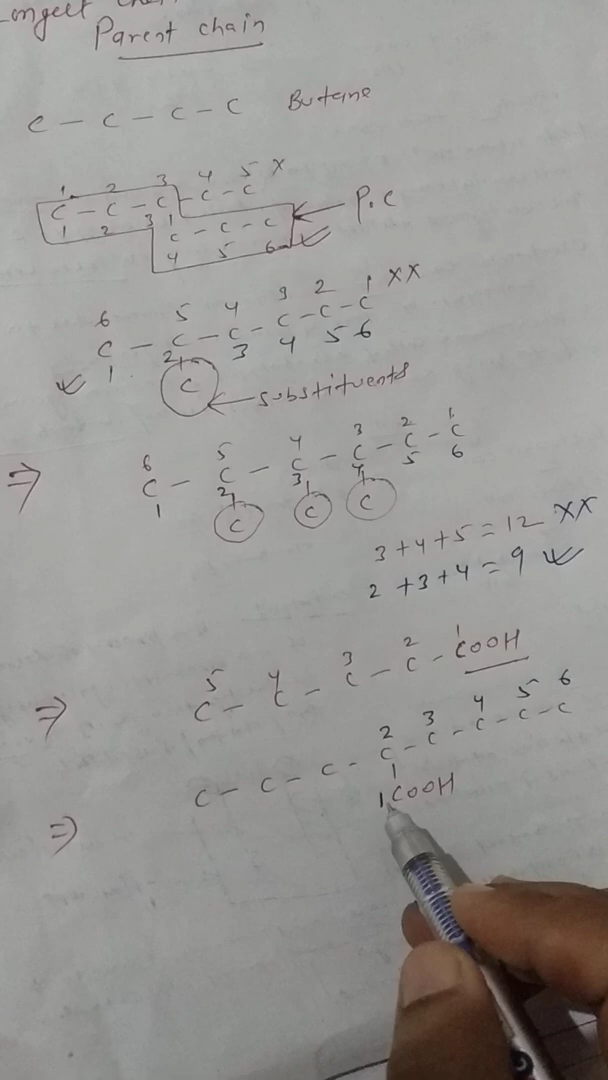 Longest
Parent chain
C - C - C - C Butane
1 2 3 4 5 X
C - C - C - C - C
1 2 3
C - C - C
4 5 6
P.C
6 5 4 3 2 1 XX
C - C - C - C - C - C
1 2 3 4 5 6
C
substituents
⇒ 6 5 4 3 2 1
C - C - C - C - C - C
1 2 3 4 5 6
C C C
3+4+5=12 XX
2+3+4=9
⇒ 5 4 3 2 1
C - C - C - C - COOH
2 3 4 5 6
⇒ C - C - C - C - C - C - C - C
1COOH